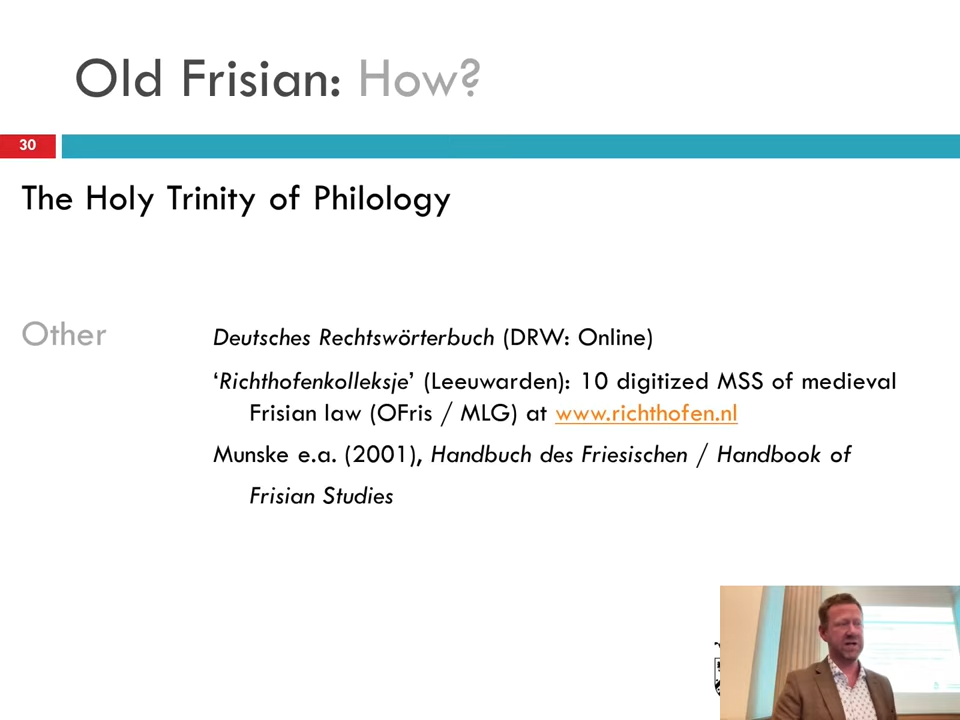 Old Frisian: How?
30
The Holy Trinity of Philology
Other
Deutsches Rechtswörterbuch (DRW: Online)
‘Richthofenkolleksje’ (Leeuwarden): 10 digitized MSS of medieval
Frisian law (OFris / MLG) at www.richthofen.nl
Munske e.a. (2001), Handbuch des Friesischen / Handbook of
Frisian Studies